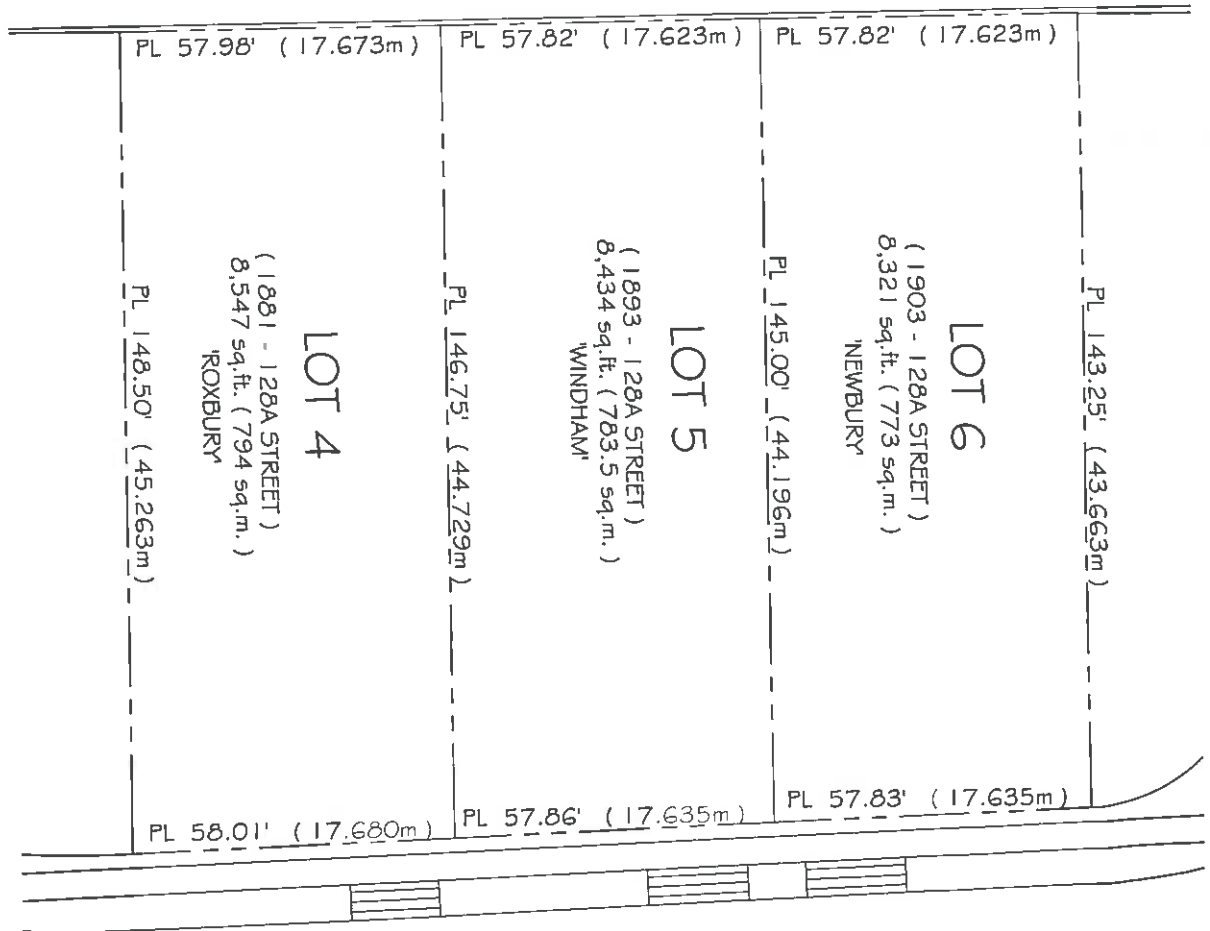 PL 57.98' ( 17.673m )
PL 57.82' ( 17.623m )
PL 57.82' ( 17.623m )
PL 148.50' ( 45.263m )
LOT 4
( 1881 - 128A STREET )
8,547 sq.ft. ( 794 sq.m. )
'ROXBURY'
PL 146.75' ( 44.729m )
LOT 5
( 1893 - 128A STREET )
8,434 sq.ft. ( 783.5 sq.m. )
'WINDHAM'
PL 145.00' ( 44.196m )
LOT 6
( 1903 - 128A STREET )
8,321 sq.ft. ( 773 sq.m. )
'NEWBURY'
PL 143.25' ( 43.663m )
PL 58.01' ( 17.680m )
PL 57.86' ( 17.635m )
PL 57.83' ( 17.635m )